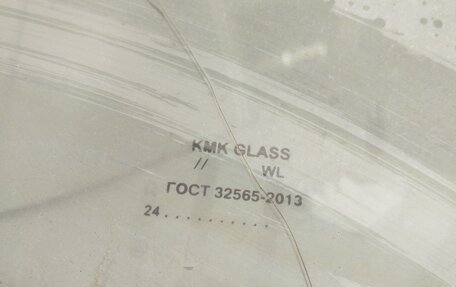 KMK GLASS
// WL
ГОСТ 32565-2013
24 . . . . . . . . . .